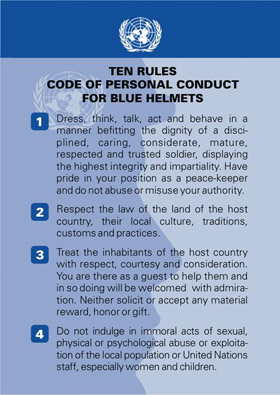 TEN RULES
CODE OF PERSONAL CONDUCT
FOR BLUE HELMETS
1 Dress, think, talk, act and behave in a
manner befitting the dignity of a disci-
plined, caring, considerate, mature,
respected and trusted soldier, displaying
the highest integrity and impartiality. Have
pride in your position as a peace-keeper
and do not abuse or misuse your authority.
2 Respect the law of the land of the host
country, their local culture, traditions,
customs and practices.
3 Treat the inhabitants of the host country
with respect, courtesy and consideration.
You are there as a guest to help them and
in so doing will be welcomed with admira-
tion. Neither solicit or accept any material
reward, honor or gift.
4 Do not indulge in immoral acts of sexual,
physical or psychological abuse or exploita-
tion of the local population or United Nations
staff, especially women and children.